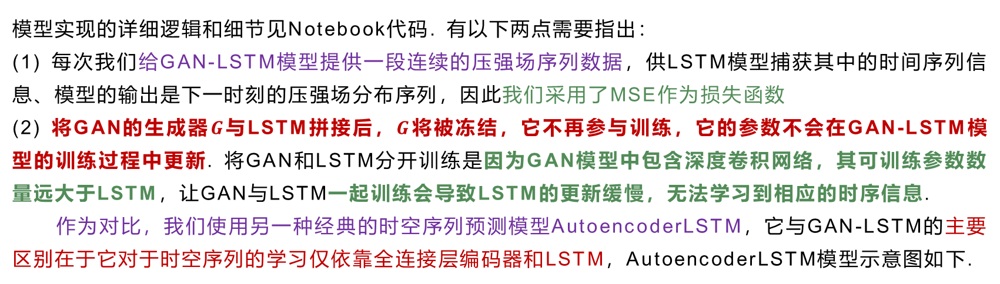 模型实现的详细逻辑和细节见Notebook代码. 有以下两点需要指出：
(1) 每次我们给GAN-LSTM模型提供一段连续的压强场序列数据，供LSTM模型捕获其中的时间序列信
息、模型的输出是下一时刻的压强场分布序列，因此我们采用了MSE作为损失函数
(2) 将GAN的生成器G与LSTM拼接后，G将被冻结，它不再参与训练，它的参数不会在GAN-LSTM模
型的训练过程中更新. 将GAN和LSTM分开训练是因为GAN模型中包含深度卷积网络，其可训练参数数
量远大于LSTM，让GAN与LSTM一起训练会导致LSTM的更新缓慢，无法学习到相应的时序信息.
作为对比，我们使用另一种经典的时空序列预测模型AutoencoderLSTM，它与GAN-LSTM的主要
区别在于它对于时空序列的学习仅依靠全连接层编码器和LSTM，AutoencoderLSTM模型示意图如下.